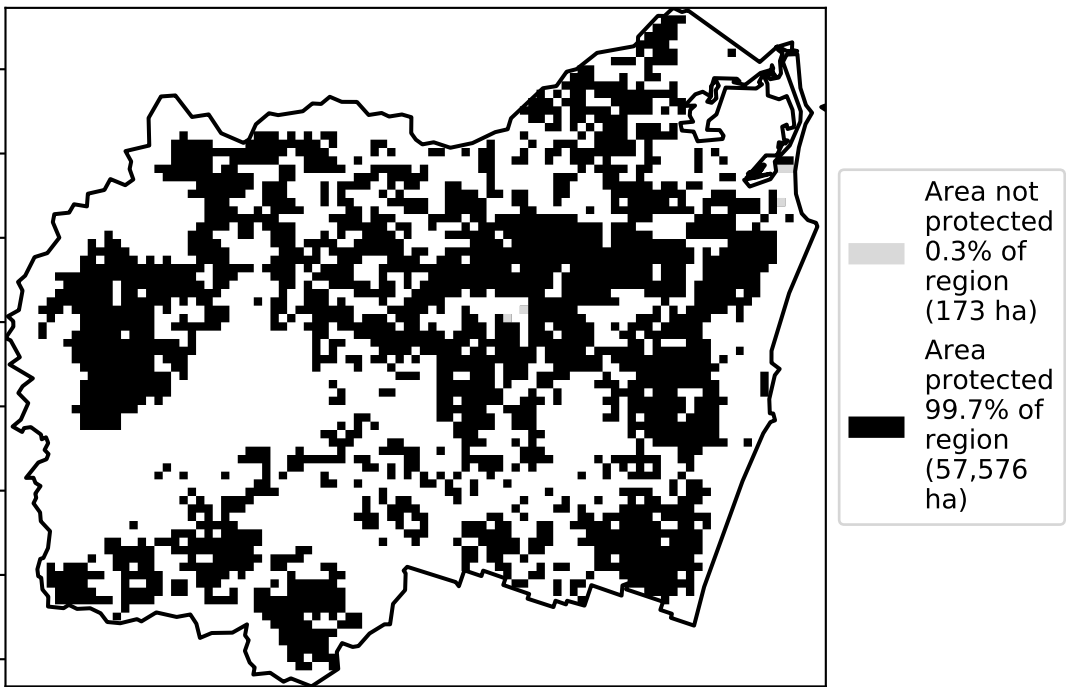 Area not
protected
0.3% of
region
(173 ha)
Area
protected
99.7% of
region
(57,576
ha)